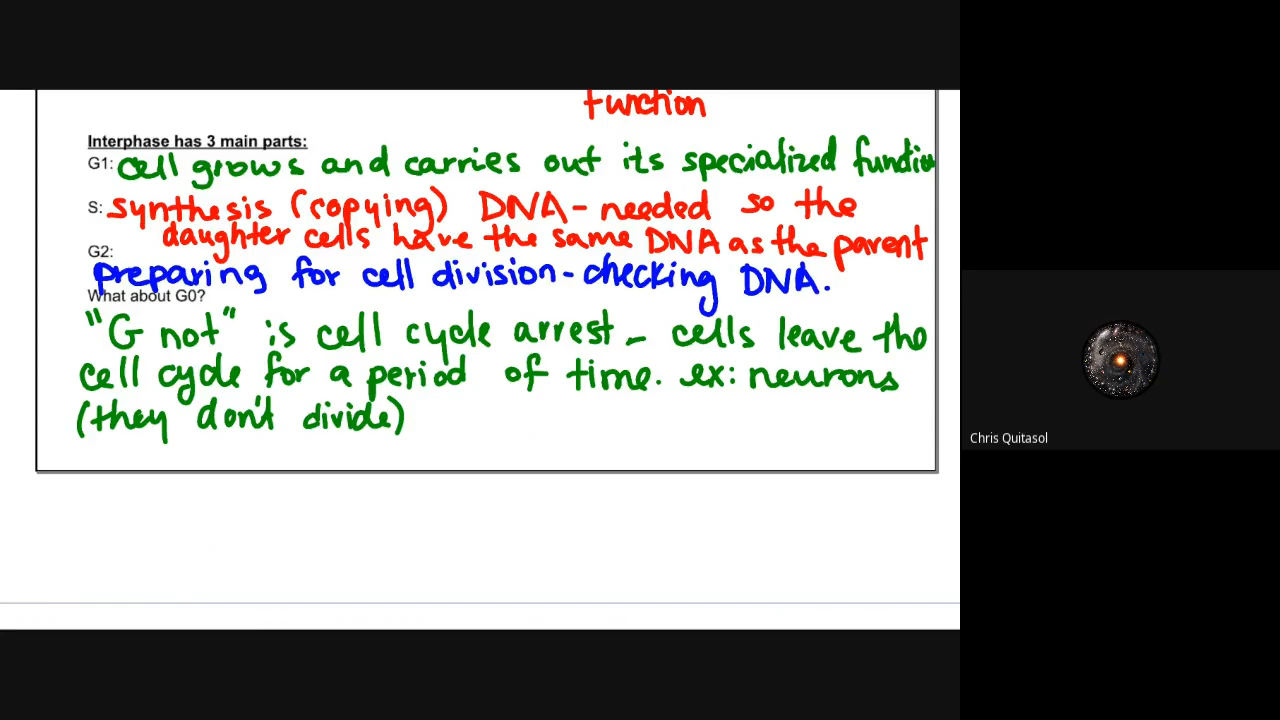 function
Interphase has 3 main parts:
G1: cell grows and carries out its specialized functio
S: synthesis (copying) DNA - needed so the
daughter cells have the same DNA as the parent
G2:
preparing for cell division - checking DNA.
What about G0?
"G not" is cell cycle arrest - cells leave the
cell cycle for a period of time. ex: neurons
(they don't divide)
Chris Quitasol